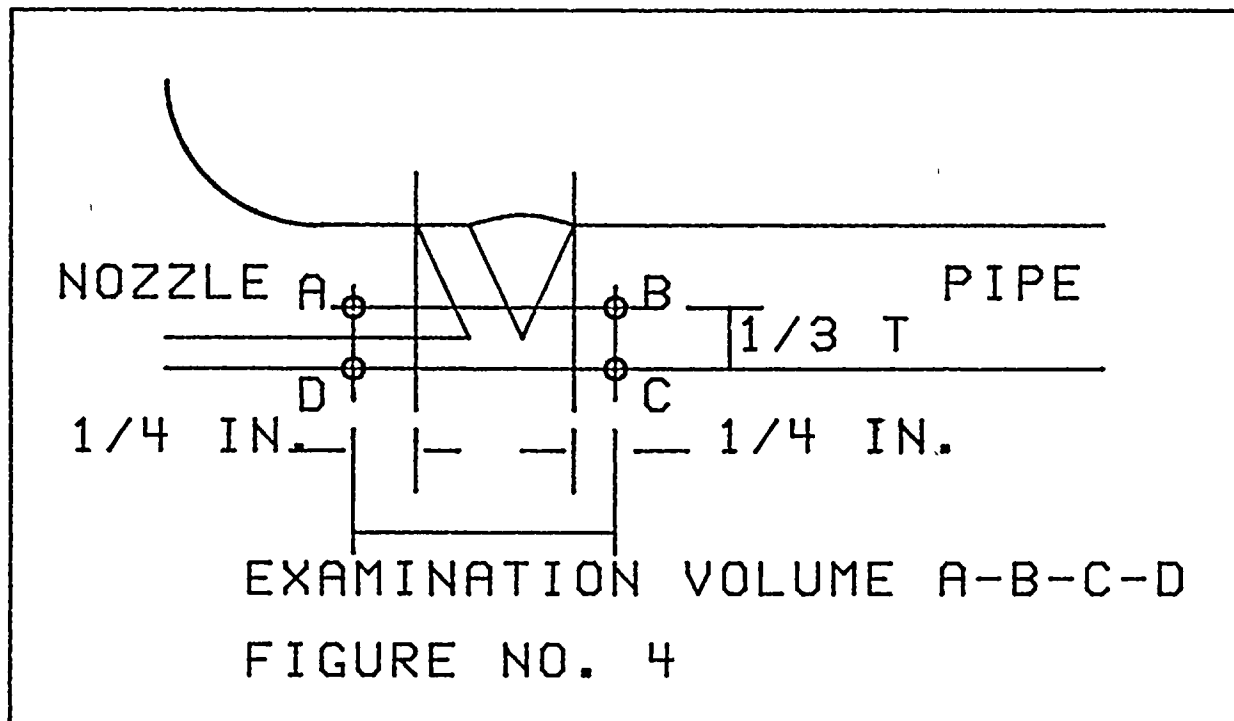 NOZZLE A B PIPE
1/3 T
D C
1/4 IN. 1/4 IN.
EXAMINATION VOLUME A-B-C-D
FIGURE NO. 4